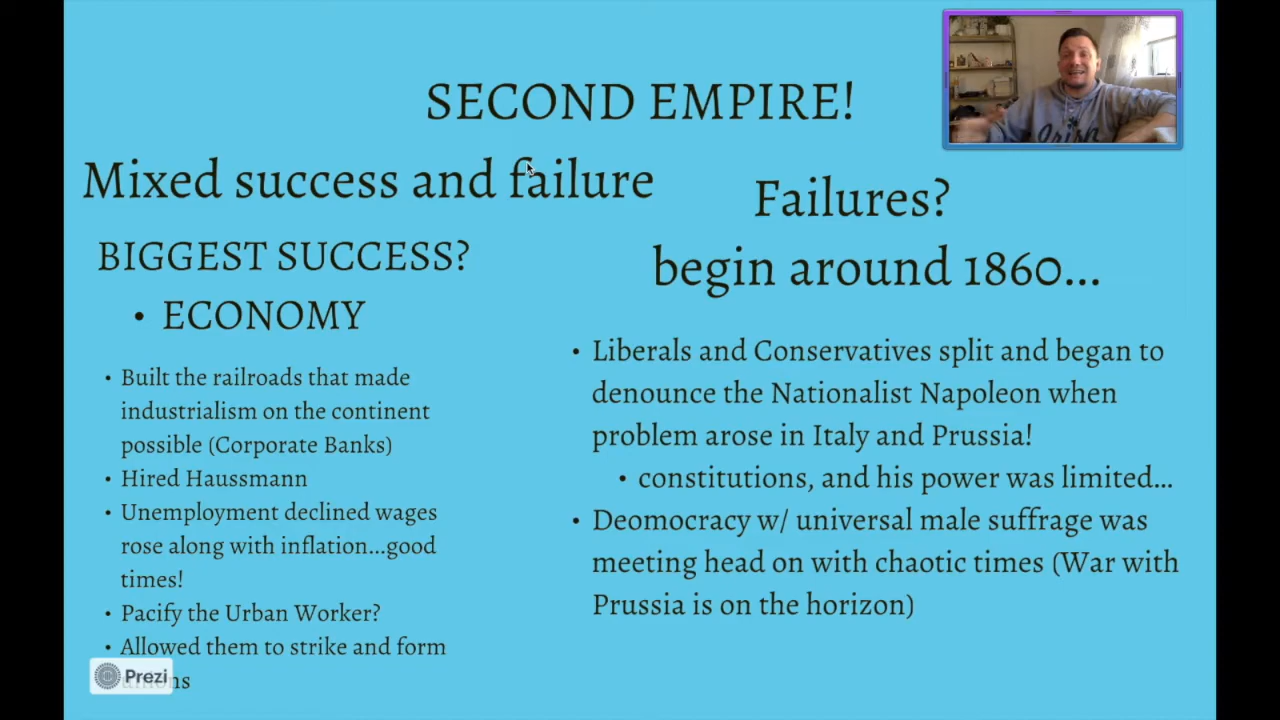 SECOND EMPIRE!
Mixed success and failure
BIGGEST SUCCESS?
• ECONOMY
• Built the railroads that made
industrialism on the continent
possible (Corporate Banks)
• Hired Haussmann
• Unemployment declined wages
rose along with inflation...good
times!
• Pacify the Urban Worker?
• Allowed them to strike and form
unions
Failures?
begin around 1860...
• Liberals and Conservatives split and began to
denounce the Nationalist Napoleon when
problem arose in Italy and Prussia!
• constitutions, and his power was limited...
• Deomocracy w/ universal male suffrage was
meeting head on with chaotic times (War with
Prussia is on the horizon)
Irish
Prezi